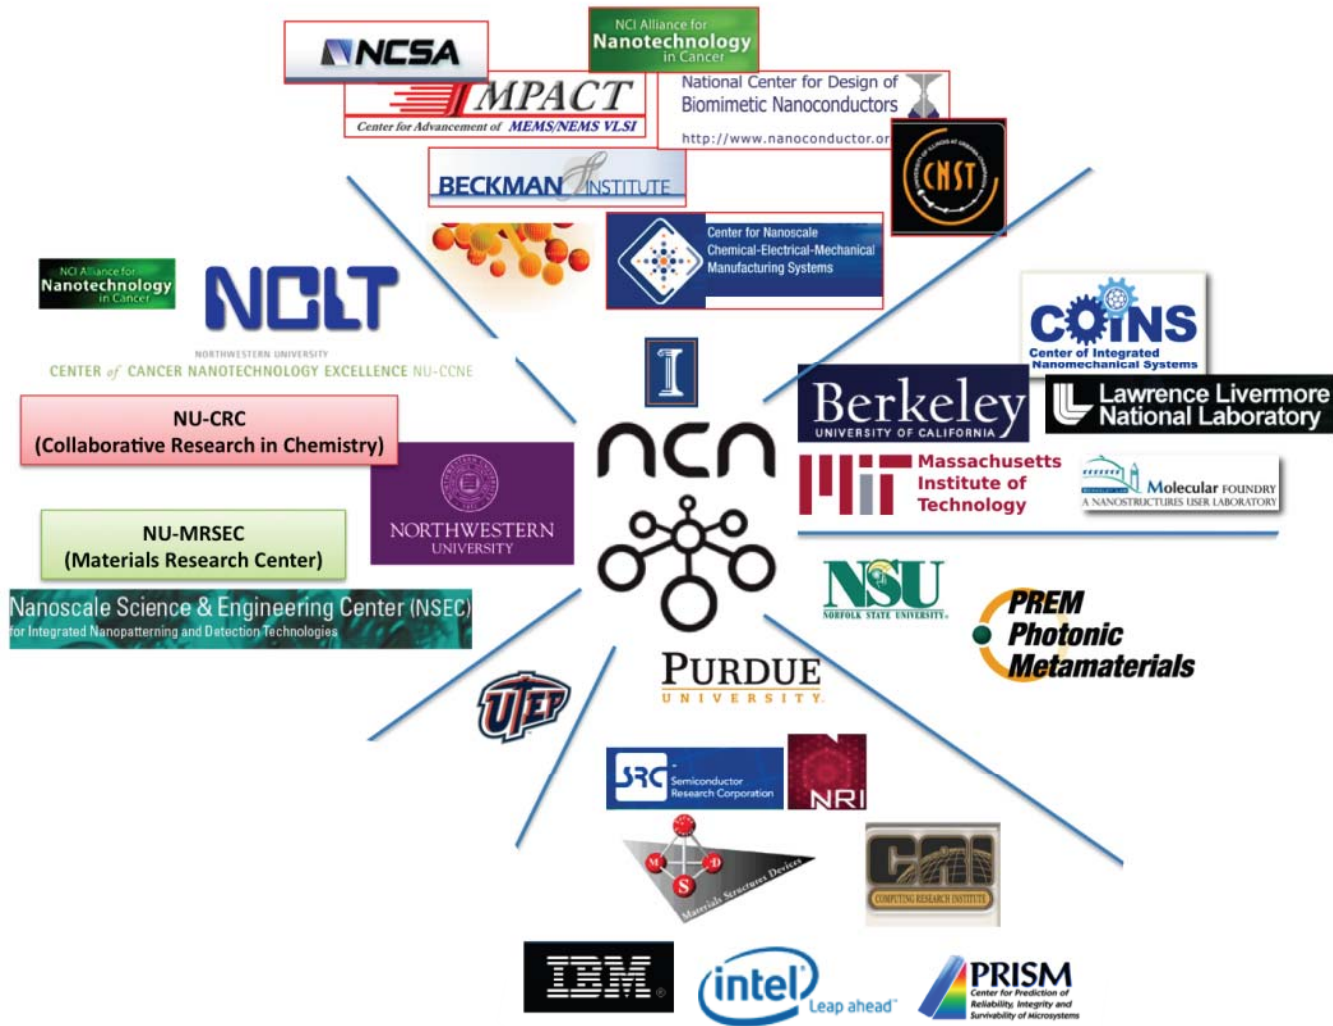 NCSA
NCI Alliance for
Nanotechnology
in Cancer
IMPACT
Center for Advancement of MEMS/NEMS VLSI
National Center for Design of
Biomimetic Nanoconductors
http://www.nanoconductor.or
CNST
BECKMAN INSTITUTE
Center for Nanoscale
Chemical-Electrical-Mechanical
Manufacturing Systems
I
NCI Alliance for
Nanotechnology
in Cancer
NCLT
NORTHWESTERN UNIVERSITY
CENTER of CANCER NANOTECHNOLOGY EXCELLENCE NU-CCNE
NU-CRC
(Collaborative Research in Chemistry)
NORTHWESTERN
UNIVERSITY
NU-MRSEC
(Materials Research Center)
Nanoscale Science & Engineering Center (NSEC)
for Integrated Nanopatterning and Detection Technologies
ncn
COINS
Center of Integrated
Nanomechanical Systems
Berkeley
UNIVERSITY OF CALIFORNIA
Lawrence Livermore
National Laboratory
MIT
Massachusetts
Institute of
Technology
Molecular FOUNDRY
A NANOSTRUCTURES USER LABORATORY
NSU
NORFOLK STATE UNIVERSITY
PREM
Photonic
Metamaterials
UTEP
PURDUE
UNIVERSITY
SRC
Semiconductor
Research Corporation
NRI
M
D
S
Materials Structures Devices
CRI
COMPUTING RESEARCH INSTITUTE
IBM
®
intel
Leap ahead™
PRISM
Center for Prediction of
Reliability, Integrity and
Survivability of Microsystems